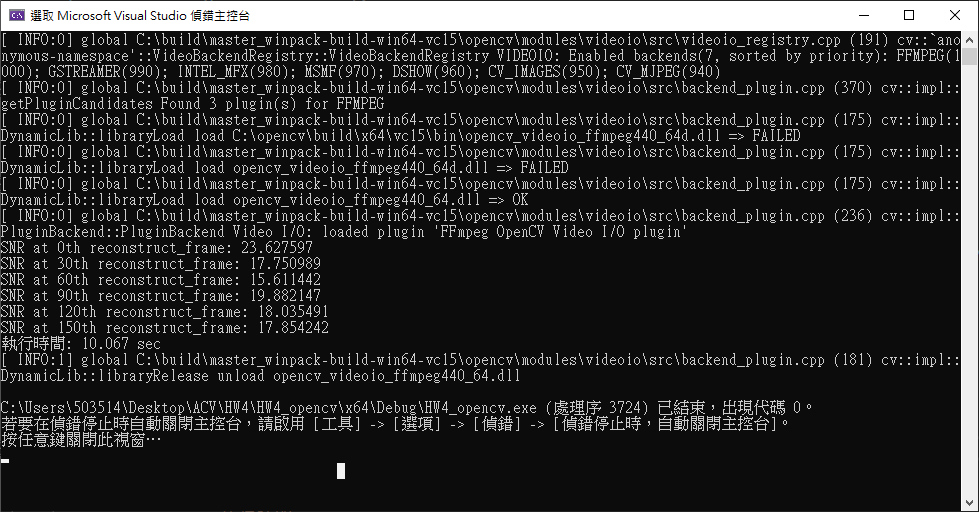 選取 Microsoft Visual Studio 偵錯主控台
[ INFO:0] global C:\build\master_winpack-build-win64-vc15\opencv\modules\videoio\src\videoio_registry.cpp (191) cv::`ano
nymous-namespace'::VideoBackendRegistry::VideoBackendRegistry VIDEOIO: Enabled backends(7, sorted by priority): FFMPEG(1
000); GSTREAMER(990); INTEL_MFX(980); MSMF(970); DSHOW(960); CV_IMAGES(950); CV_MJPEG(940)
[ INFO:0] global C:\build\master_winpack-build-win64-vc15\opencv\modules\videoio\src\backend_plugin.cpp (370) cv::impl::
getPluginCandidates Found 3 plugin(s) for FFMPEG
[ INFO:0] global C:\build\master_winpack-build-win64-vc15\opencv\modules\videoio\src\backend_plugin.cpp (175) cv::impl::
DynamicLib::libraryLoad load C:\opencv\build\x64\vc15\bin\opencv_videoio_ffmpeg440_64d.dll => FAILED
[ INFO:0] global C:\build\master_winpack-build-win64-vc15\opencv\modules\videoio\src\backend_plugin.cpp (175) cv::impl::
DynamicLib::libraryLoad load opencv_videoio_ffmpeg440_64d.dll => FAILED
[ INFO:0] global C:\build\master_winpack-build-win64-vc15\opencv\modules\videoio\src\backend_plugin.cpp (175) cv::impl::
DynamicLib::libraryLoad load opencv_videoio_ffmpeg440_64.dll => OK
[ INFO:0] global C:\build\master_winpack-build-win64-vc15\opencv\modules\videoio\src\backend_plugin.cpp (236) cv::impl::
PluginBackend::PluginBackend Video I/O: loaded plugin 'FFmpeg OpenCV Video I/O plugin'
SNR at 0th reconstruct_frame: 23.627597
SNR at 30th reconstruct_frame: 17.750989
SNR at 60th reconstruct_frame: 15.611442
SNR at 90th reconstruct_frame: 19.882147
SNR at 120th reconstruct_frame: 18.035491
SNR at 150th reconstruct_frame: 17.854242
執行時間: 10.067 sec
[ INFO:1] global C:\build\master_winpack-build-win64-vc15\opencv\modules\videoio\src\backend_plugin.cpp (181) cv::impl::
DynamicLib::libraryRelease unload opencv_videoio_ffmpeg440_64.dll
C:\Users\503514\Desktop\ACV\HW4\HW4_opencv\x64\Debug\HW4_opencv.exe (處理序 3724) 已結束，出現代碼 0。
若要在偵錯停止時自動關閉主控台，請啟用 [工具] -> [選項] -> [偵錯] -> [偵錯停止時，自動關閉主控台]。
按任意鍵關閉此視窗…